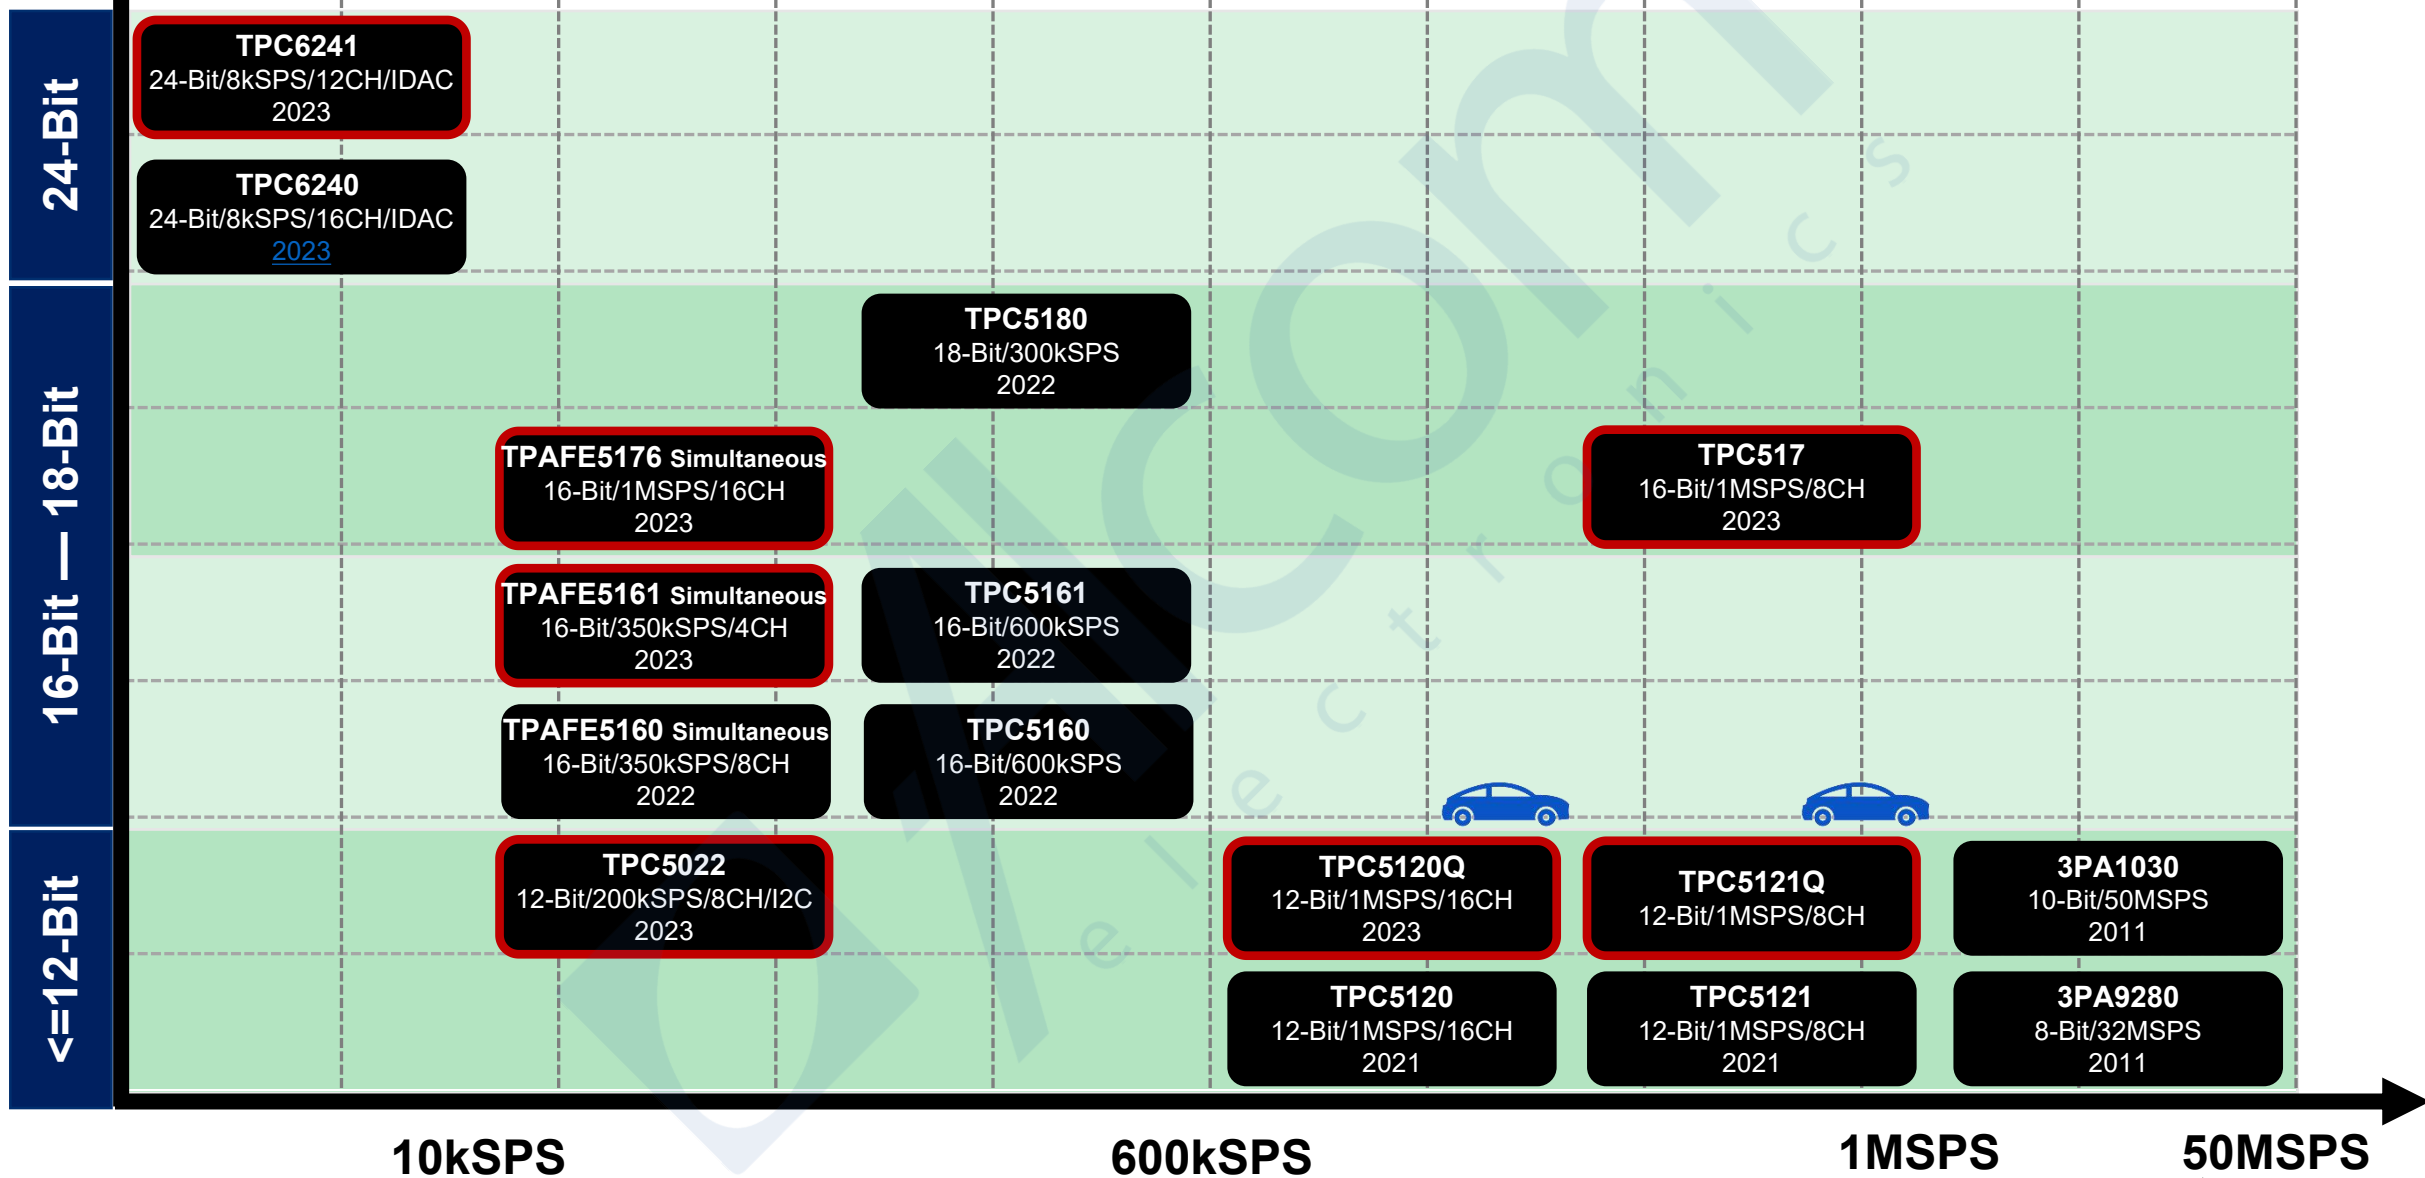 24-Bit
TPC6241
24-Bit/8kSPS/12CH/IDAC
2023
TPC6240
24-Bit/8kSPS/16CH/IDAC
2023
16-Bit — 18-Bit
TPC5180
18-Bit/300kSPS
2022
TPAFE5176 Simultaneous
16-Bit/1MSPS/16CH
2023
TPC517
16-Bit/1MSPS/8CH
2023
TPAFE5161 Simultaneous
16-Bit/350kSPS/4CH
2023
TPC5161
16-Bit/600kSPS
2022
TPAFE5160 Simultaneous
16-Bit/350kSPS/8CH
2022
TPC5160
16-Bit/600kSPS
2022
<=12-Bit
TPC5022
12-Bit/200kSPS/8CH/I2C
2023
TPC5120Q
12-Bit/1MSPS/16CH
2023
TPC5121Q
12-Bit/1MSPS/8CH
3PA1030
10-Bit/50MSPS
2011
TPC5120
12-Bit/1MSPS/16CH
2021
TPC5121
12-Bit/1MSPS/8CH
2021
3PA9280
8-Bit/32MSPS
2011
10kSPS
600kSPS
1MSPS
50MSPS
electronics